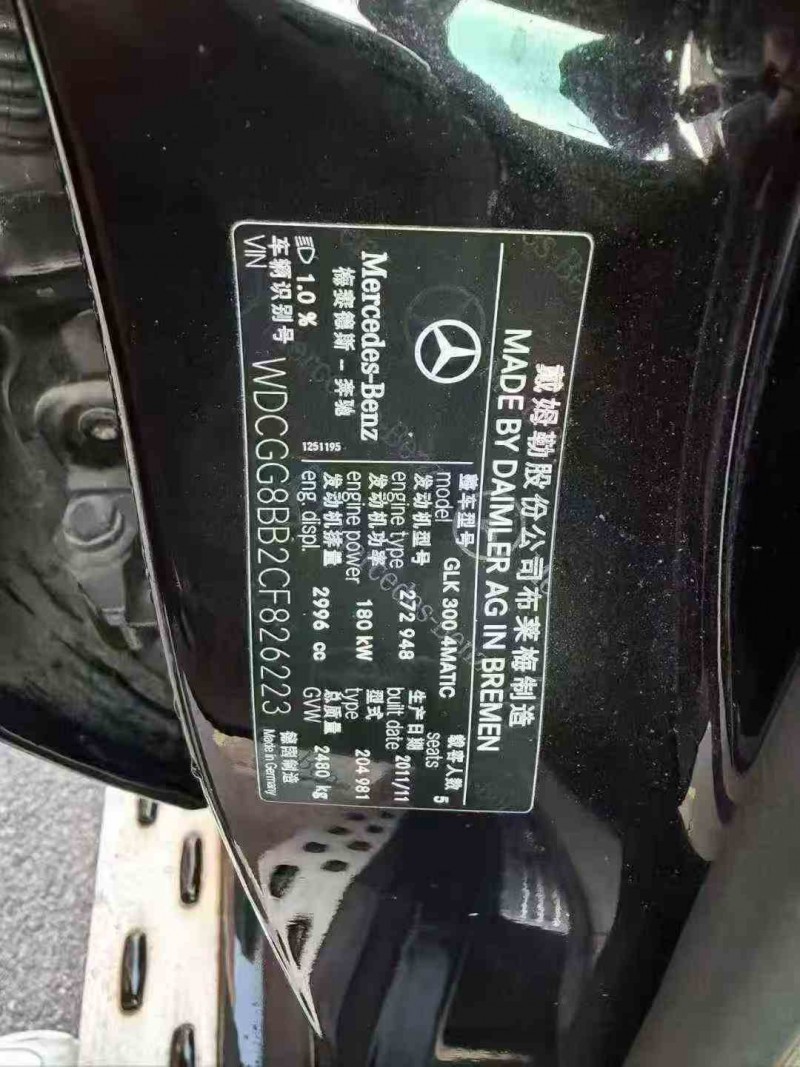 戴姆勒股份公司布莱梅制造
MADE BY DAIMLER AG IN BREMEN
Mercedes-Benz
梅赛德斯-奔驰
1.0 %
1251195
整车型号
model GLK 300 4MATIC
乘客人数
seats 5
发动机型号
engine type 272 948
生产日期
built date 2011/11
发动机功率
engine power 180 kW
型式
type 204 981
发动机排量
eng. displ. 2996 cc
总质量
GVW 2480 kg
车辆识别号
VIN WDCGG8BB2CF826223
德国制造
Made in Germany